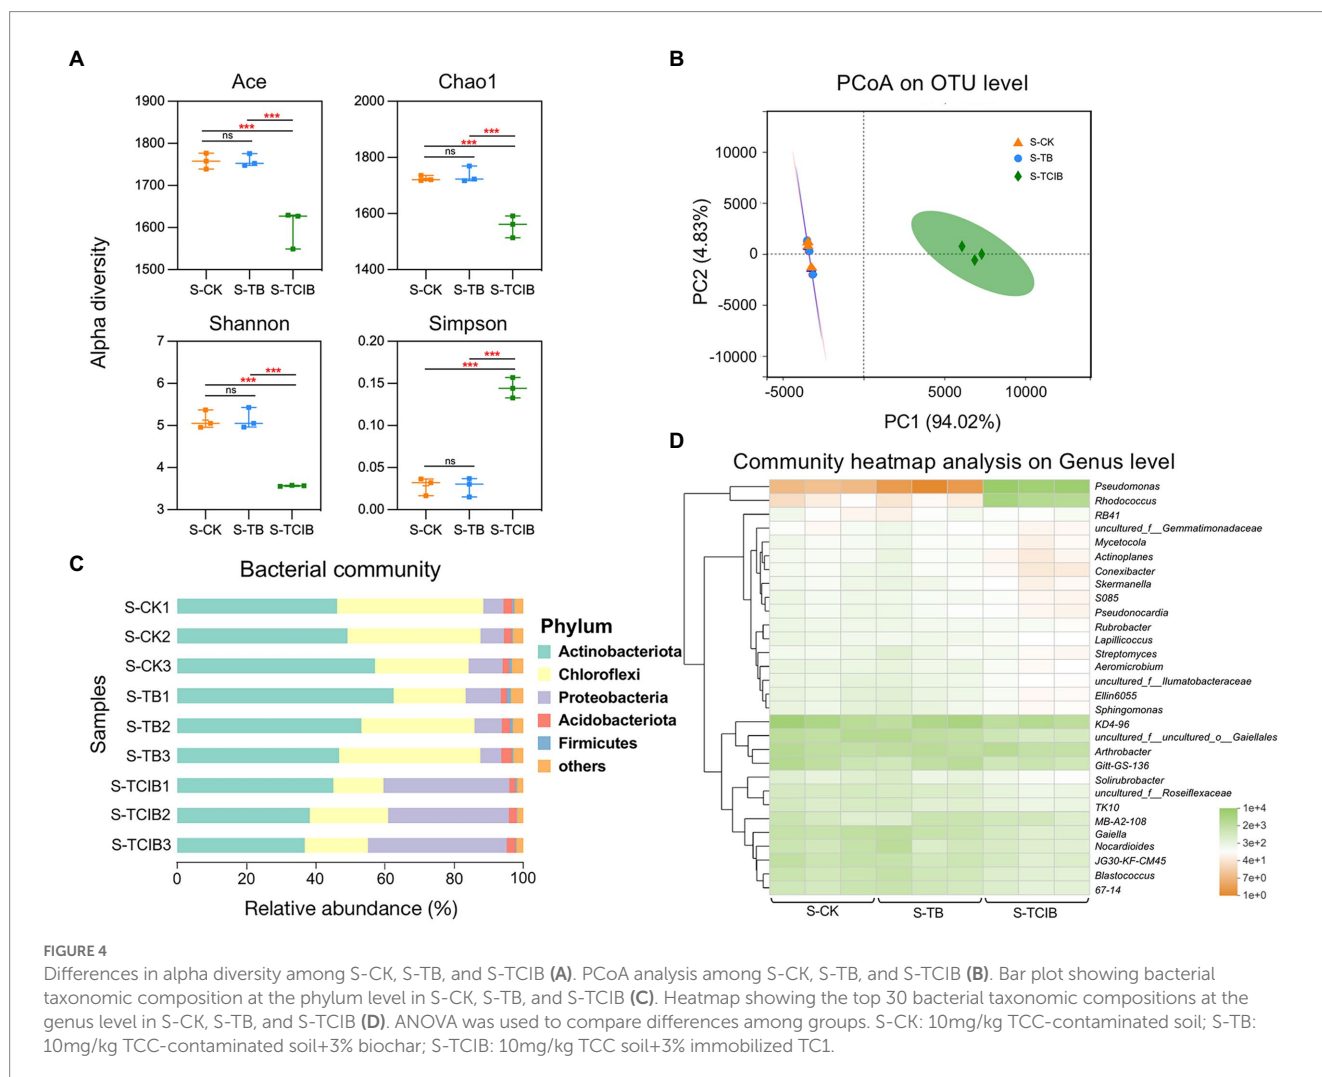 A
Ace
1900
1800
1700
1600
1500
***
***
ns
S-CK S-TB S-TCIB
Chao1
2000
1800
1600
1400
***
***
ns
S-CK S-TB S-TCIB
Alpha diversity
Shannon
7
6
5
4
3
***
***
ns
S-CK S-TB S-TCIB
Simpson
0.20
0.15
0.10
0.05
0.00
***
***
ns
S-CK S-TB S-TCIB
B
PCoA on OTU level
S-CK
S-TB
S-TCIB
10000
5000
0
-5000
-10000
PC2 (4.83%)
-5000 5000 10000
PC1 (94.02%)
C
Bacterial community
Samples
S-CK1
S-CK2
S-CK3
S-TB1
S-TB2
S-TB3
S-TCIB1
S-TCIB2
S-TCIB3
0 20 40 60 80 100
Relative abundance (%)
Phylum
Actinobacteriota
Chloroflexi
Proteobacteria
Acidobacteriota
Firmicutes
others
D
Community heatmap analysis on Genus level
Pseudomonas
Rhodococcus
RB41
uncultured_f__Gemmatimonadaceae
Mycetocola
Actinoplanes
Conexibacter
Skermanella
S085
Pseudonocardia
Rubrobacter
Lapillicoccus
Streptomyces
Aeromicrobium
uncultured_f__Ilumatobacteraceae
Ellin6055
Sphingomonas
KD4-96
uncultured_f__uncultured_o__Gaiellales
Arthrobacter
Gitt-GS-136
Solirubrobacter
uncultured_f__Roseiflexaceae
TK10
MB-A2-108
Gaiella
Nocardioides
JG30-KF-CM45
Blastococcus
67-14
1e+4
2e+3
3e+2
4e+1
7e+0
1e+0
S-CK S-TB S-TCIB
FIGURE 4
Differences in alpha diversity among S-CK, S-TB, and S-TCIB (A). PCoA analysis among S-CK, S-TB, and S-TCIB (B). Bar plot showing bacterial
taxonomic composition at the phylum level in S-CK, S-TB, and S-TCIB (C). Heatmap showing the top 30 bacterial taxonomic compositions at the
genus level in S-CK, S-TB, and S-TCIB (D). ANOVA was used to compare differences among groups. S-CK: 10mg/kg TCC-contaminated soil; S-TB:
10mg/kg TCC-contaminated soil+3% biochar; S-TCIB: 10mg/kg TCC soil+3% immobilized TC1.